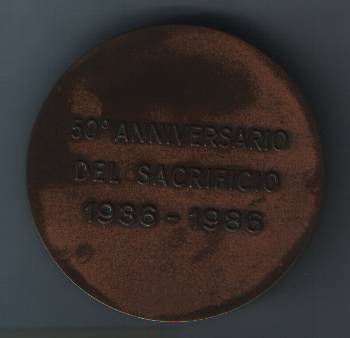 50° ANNIVERSARIO
DEL SACRIFICIO
1936-1986